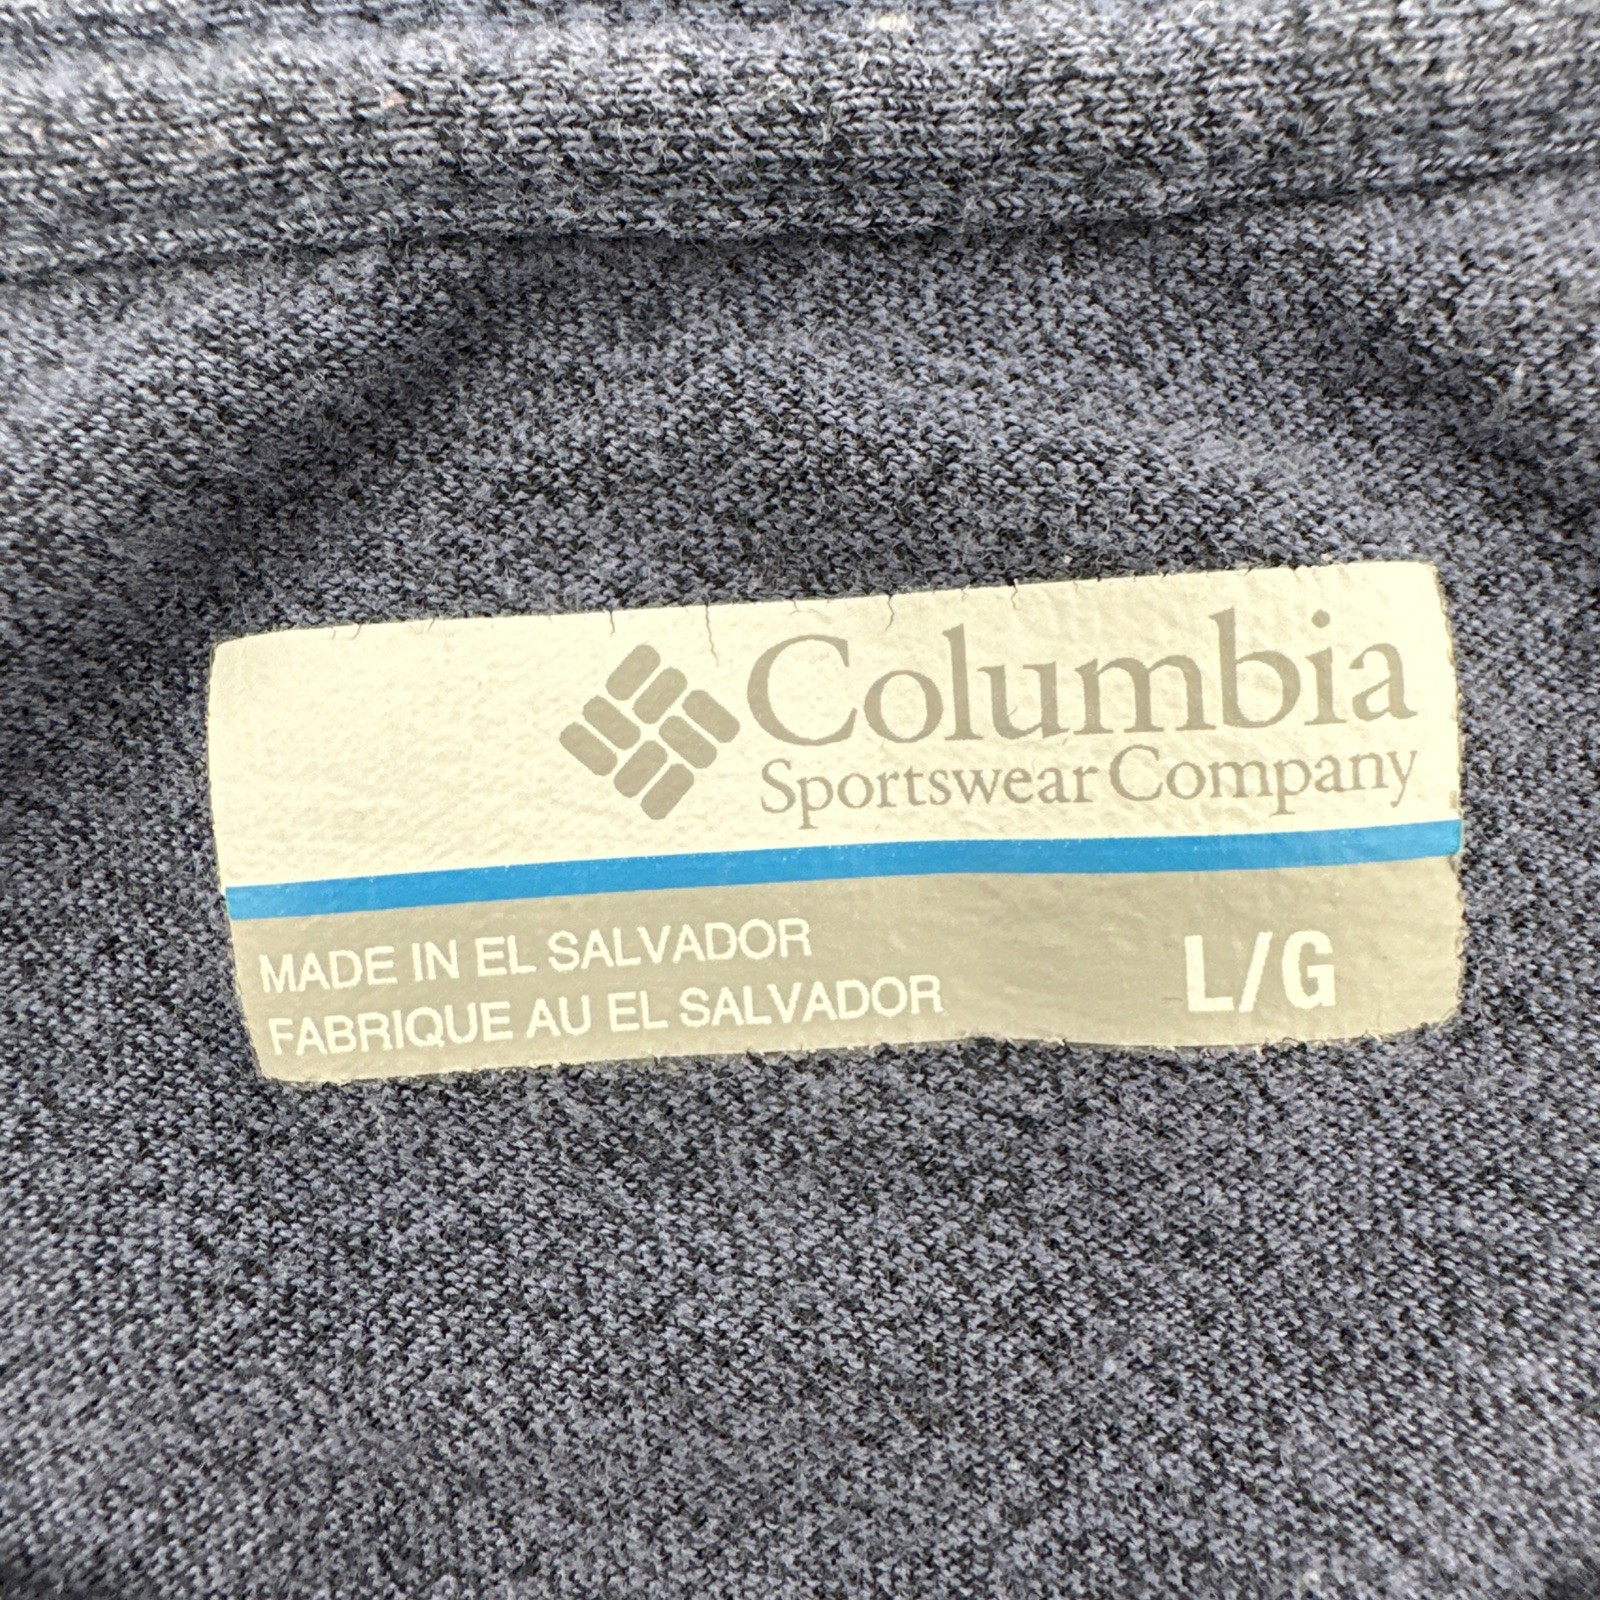 Columbia
Sportswear Company
MADE IN EL SALVADOR
FABRIQUE AU EL SALVADOR
L/G